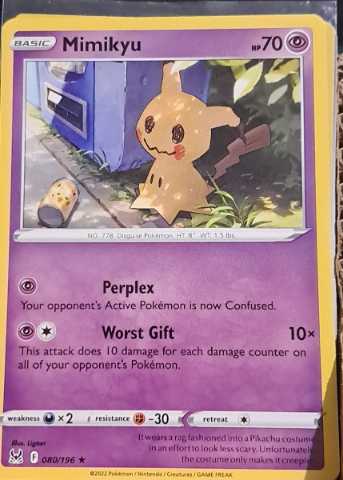 BASIC Mimikyu HP 70
NO. 778 Disguise Pokémon HT: 8" WT: 1.5 lbs.
Perplex
Your opponent's Active Pokémon is now Confused.
Worst Gift 10×
This attack does 10 damage for each damage counter on
all of your opponent's Pokémon.
weakness ×2 resistance -30 retreat
Illus. Ligton
F 080/196 ★
It wears a rag fashioned into a Pikachu costume
in an effort to look less scary. Unfortunately,
the costume only makes it creepier.
©2022 Pokémon / Nintendo / Creatures / GAME FREAK